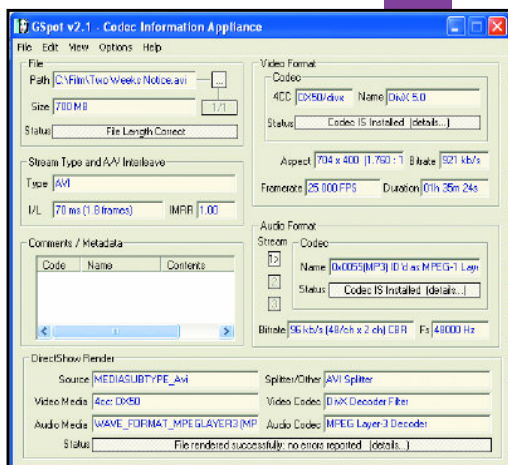 GSpot v2.1 - Codec Information Appliance
File Edit View Options Help
File
Path C:\Film\Two Weeks Notice.avi ...
Size 700 MB 1/1
Status File Length Correct
Stream Type and A/V Interleave
Type AVI
I/L 70 ms (1.8 frames) IMRR 1.00
Comments / Metadata
Code Name Contents
Video Format
Codec
4CC DX50/divx Name DivX 5.0
Status Codec IS Installed (details...)
Aspect 704 x 400 (1.760 : 1 Bitrate 921 kb/s
Framerate 25.000 FPS Duration 01h 35m 24s
Audio Format
Stream Codec
1> Name 0x0055(MP3) ID'd as MPEG-1 Laye
2 Status Codec IS Installed (details...)
3
Bitrate 96 kb/s (48/ch x 2 ch) CBR Fs 48000 Hz
DirectShow Render
Source MEDIASUBTYPE_Avi Splitter/Other AVI Splitter
Video Media 4cc: DX50 Video Codec DivX Decoder Filter
Audio Media WAVE_FORMAT_MPEGLAYER3 (MP Audio Codec MPEG Layer-3 Decoder
Status File rendered successfully; no errors reported (details...)